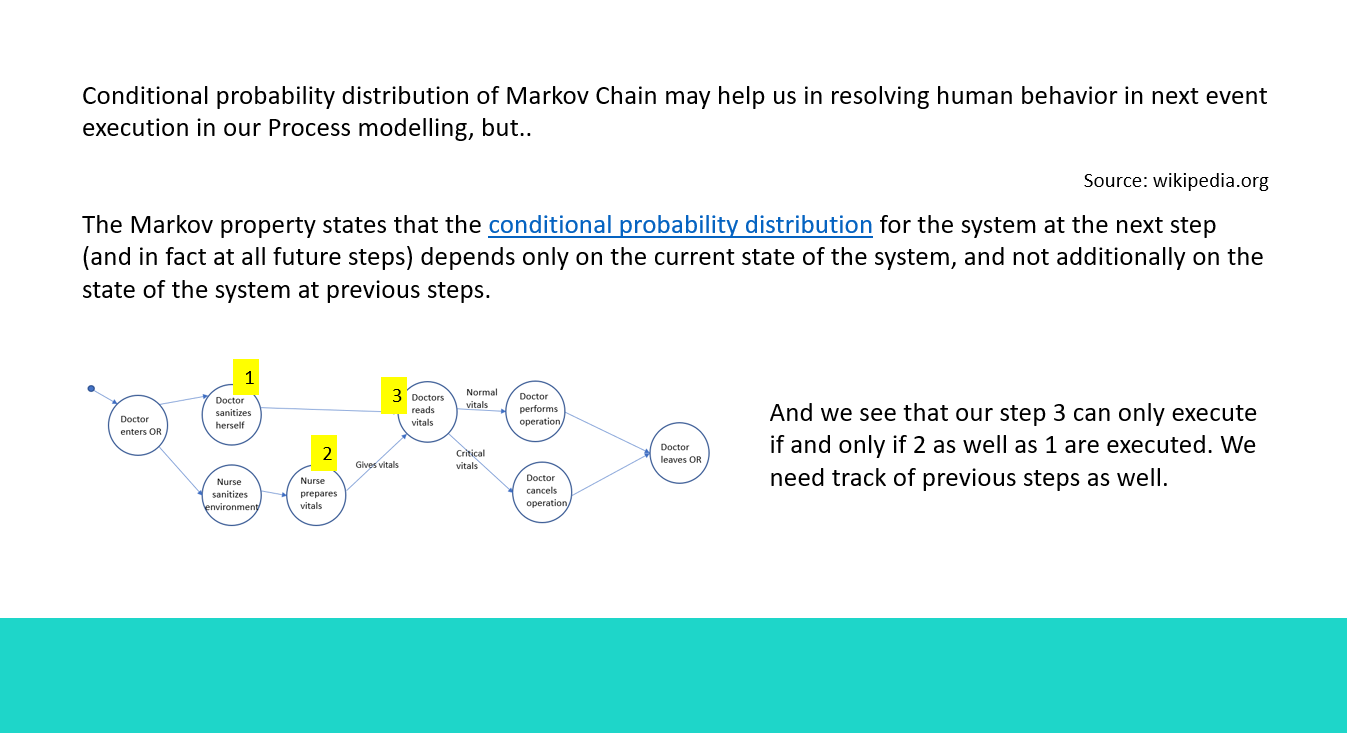 Conditional probability distribution of Markov Chain may help us in resolving human behavior in next event
execution in our Process modelling, but..
Source: wikipedia.org
The Markov property states that the conditional probability distribution for the system at the next step
(and in fact at all future steps) depends only on the current state of the system, and not additionally on the
state of the system at previous steps.
1
Doctor
sanitizes
herself
Doctor
enters OR
2
Nurse
sanitizes
environment
Nurse
prepares
vitals
Gives vitals
3
Doctors
reads
vitals
Normal
vitals
Critical
vitals
Doctor
performs
operation
Doctor
cancels
operation
Doctor
leaves OR
And we see that our step 3 can only execute
if and only if 2 as well as 1 are executed. We
need track of previous steps as well.